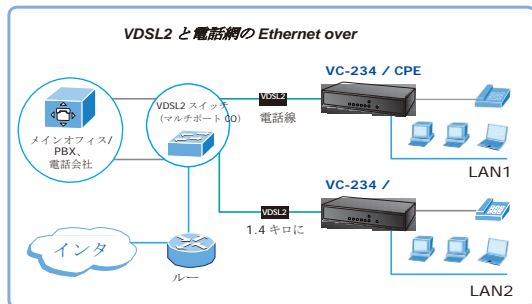 VDSL2 と電話網の Ethernet over
VC-234 / CPE
VDSL2 スイッチ
（マルチポート CO）
VDSL2
電話線
メインオフィス/
PBX、
電話会社
LAN1
VC-234 /
VDSL2
1.4 キロに
インタ
ルー
LAN2